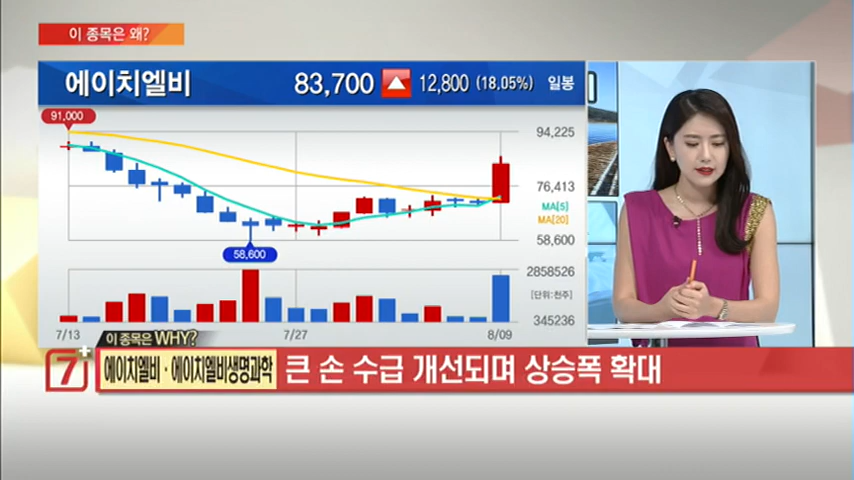 이 종목은 왜?
에이치엘비 83,700 ▲ 12,800 (18.05%) 일봉
91,000
94,225
76,413
MA[5]
MA[20]
58,600
58,600
2858526
[단위:천주]
345236
7/13 7/27 8/09
이 종목은 WHY?
7+ 에이치엘비·에이치엘비생명과학 큰 손 수급 개선되며 상승폭 확대